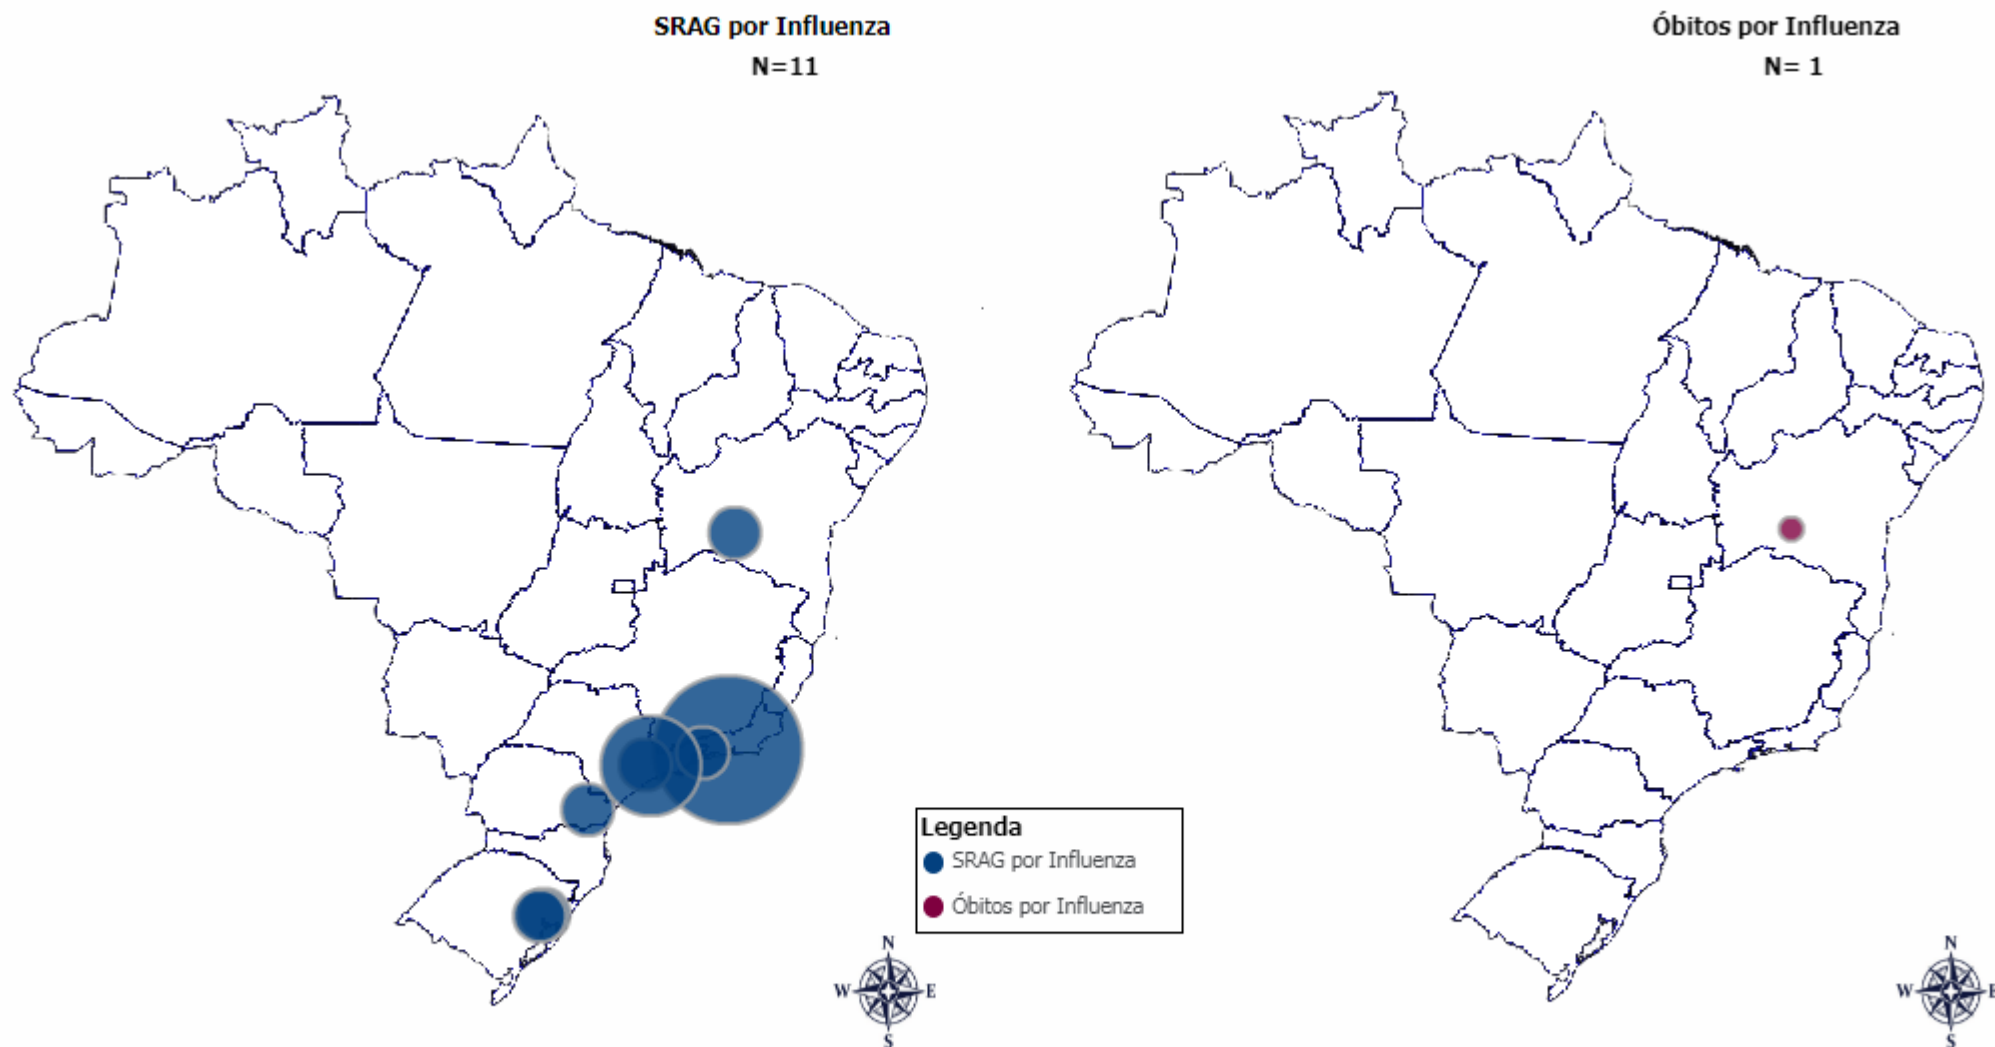 SRAG por Influenza
N=11
Óbitos por Influenza
N= 1
Legenda
SRAG por Influenza
Óbitos por Influenza
N
W E
S
N
W E
S